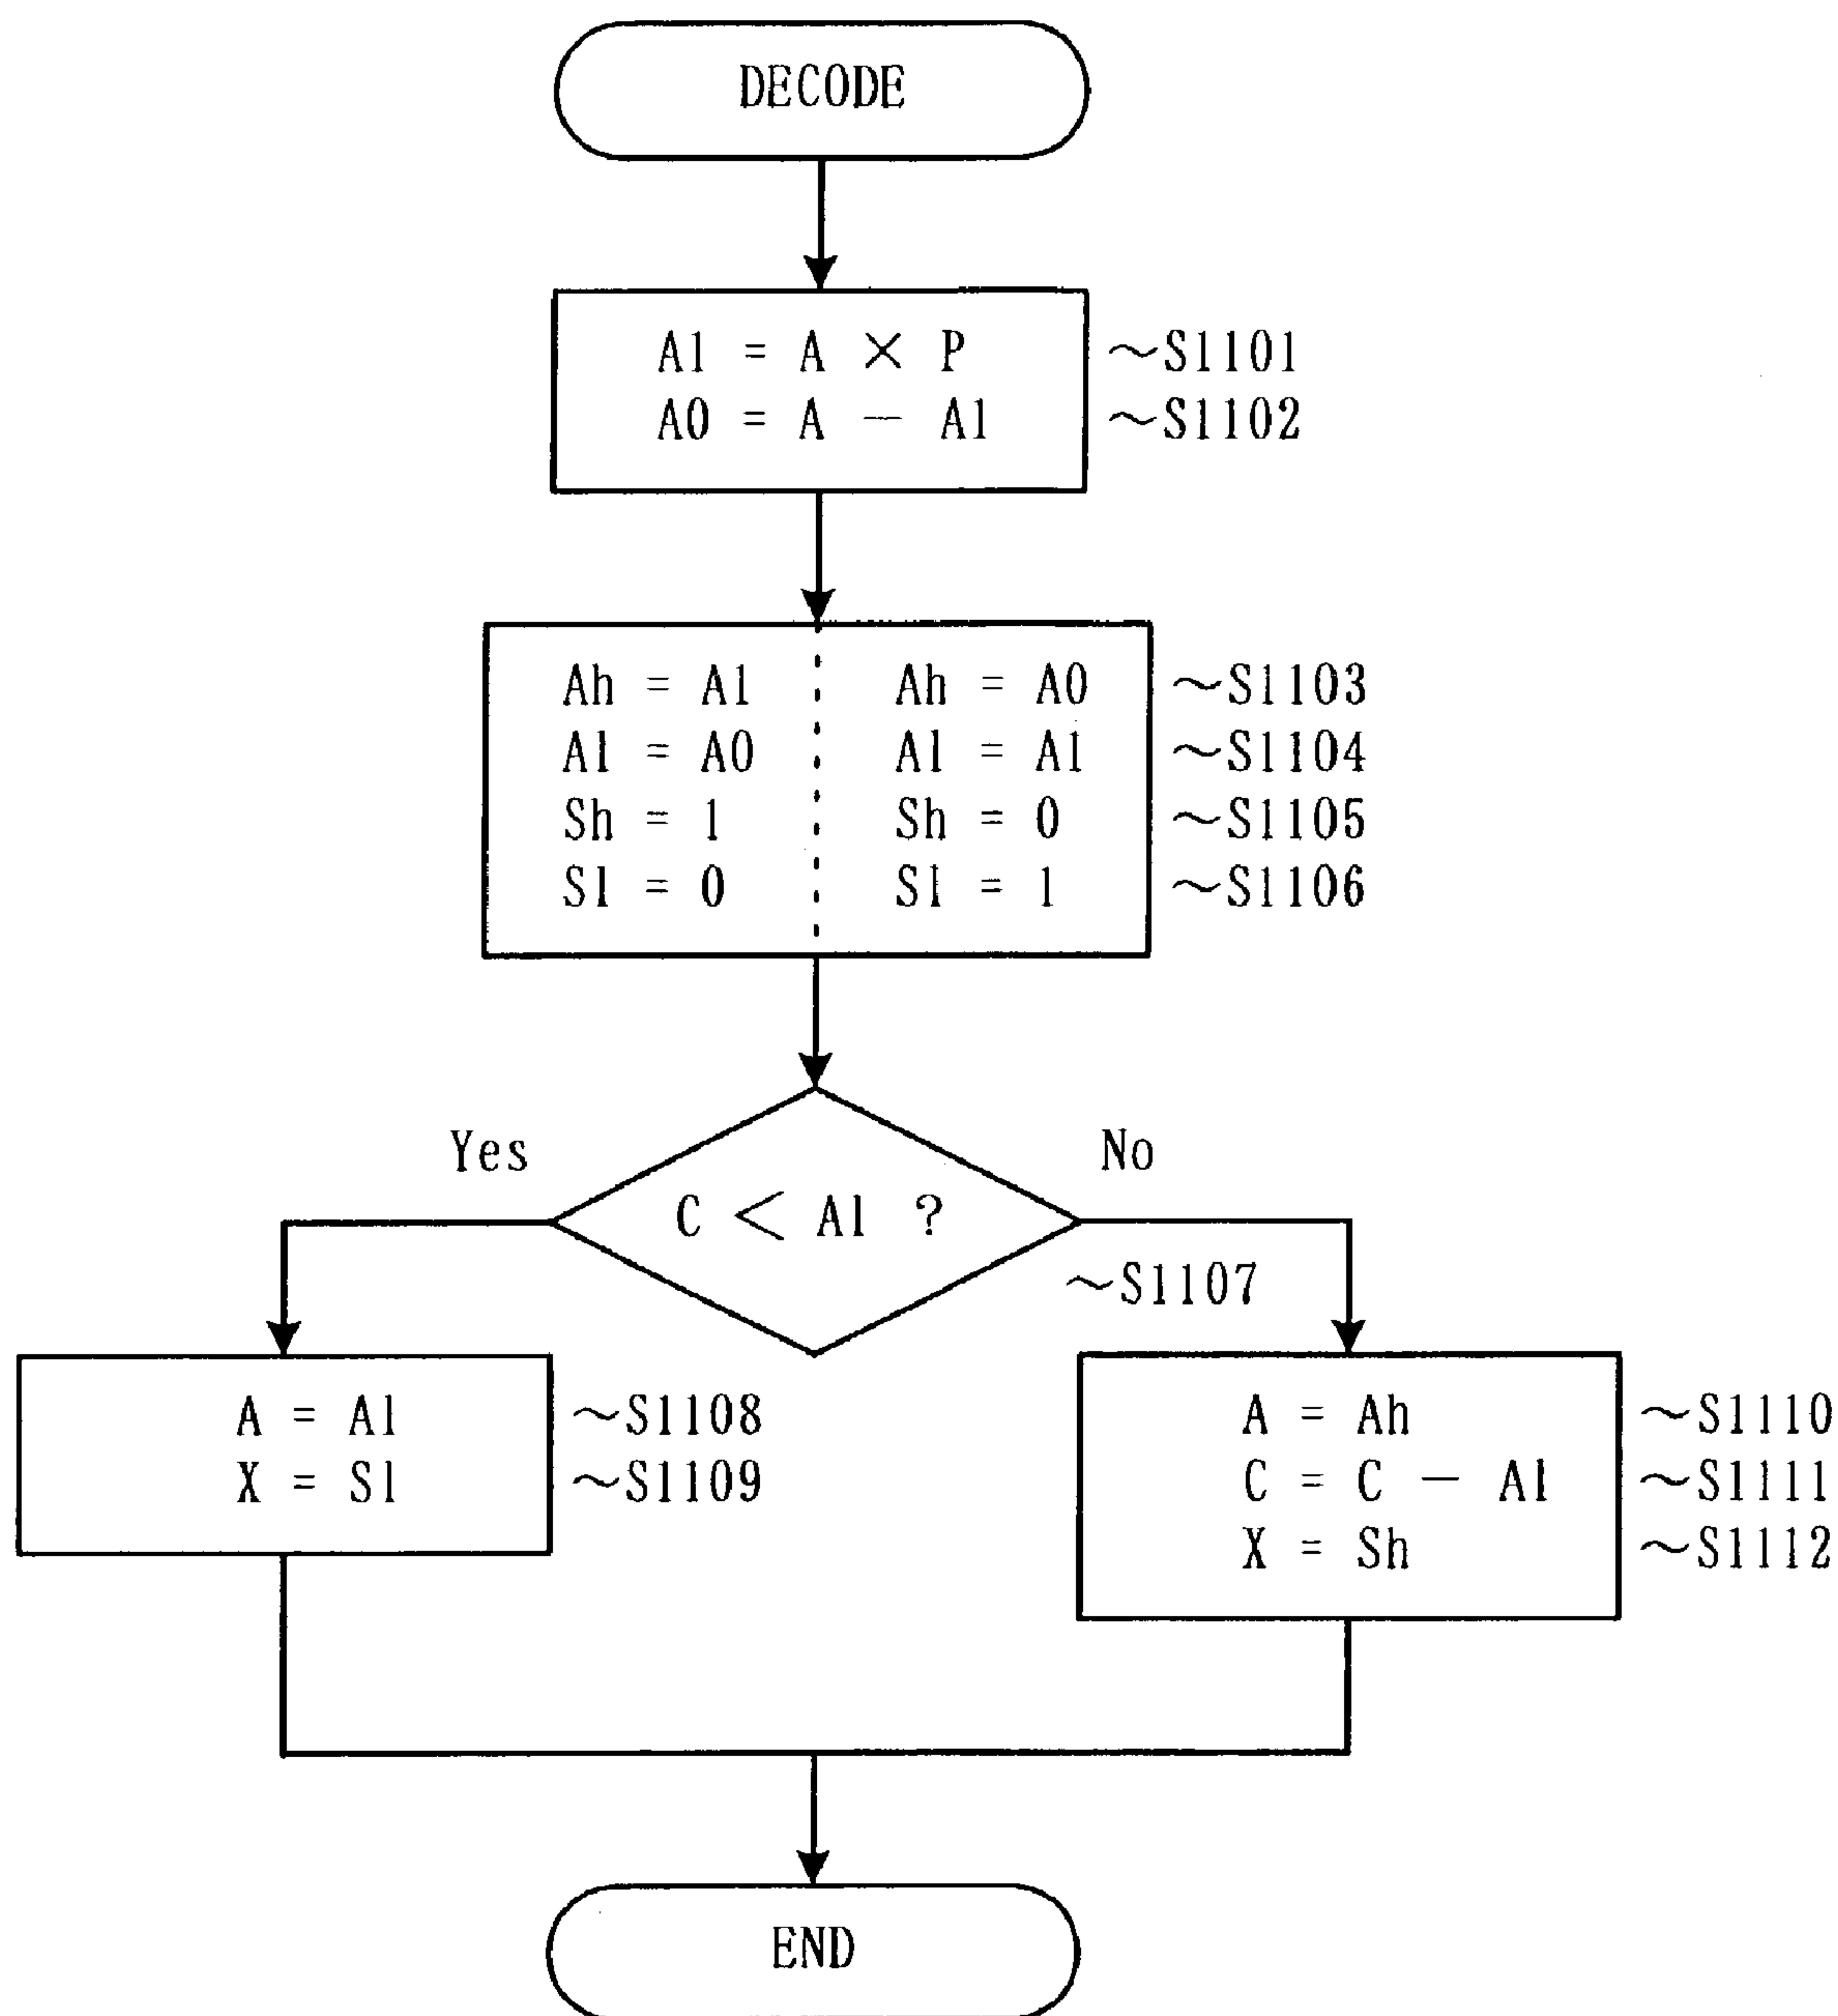 DECODE
A1 = A × P ~S1101
A0 = A − A1 ~S1102
Ah = A1 Ah = A0 ~S1103
Al = A0 Al = A1 ~S1104
Sh = 1 Sh = 0 ~S1105
Sl = 0 Sl = 1 ~S1106
Yes No
C < Al ?
~S1107
A = Al ~S1108
X = Sl ~S1109
A = Ah ~S1110
C = C − Al ~S1111
X = Sh ~S1112
END